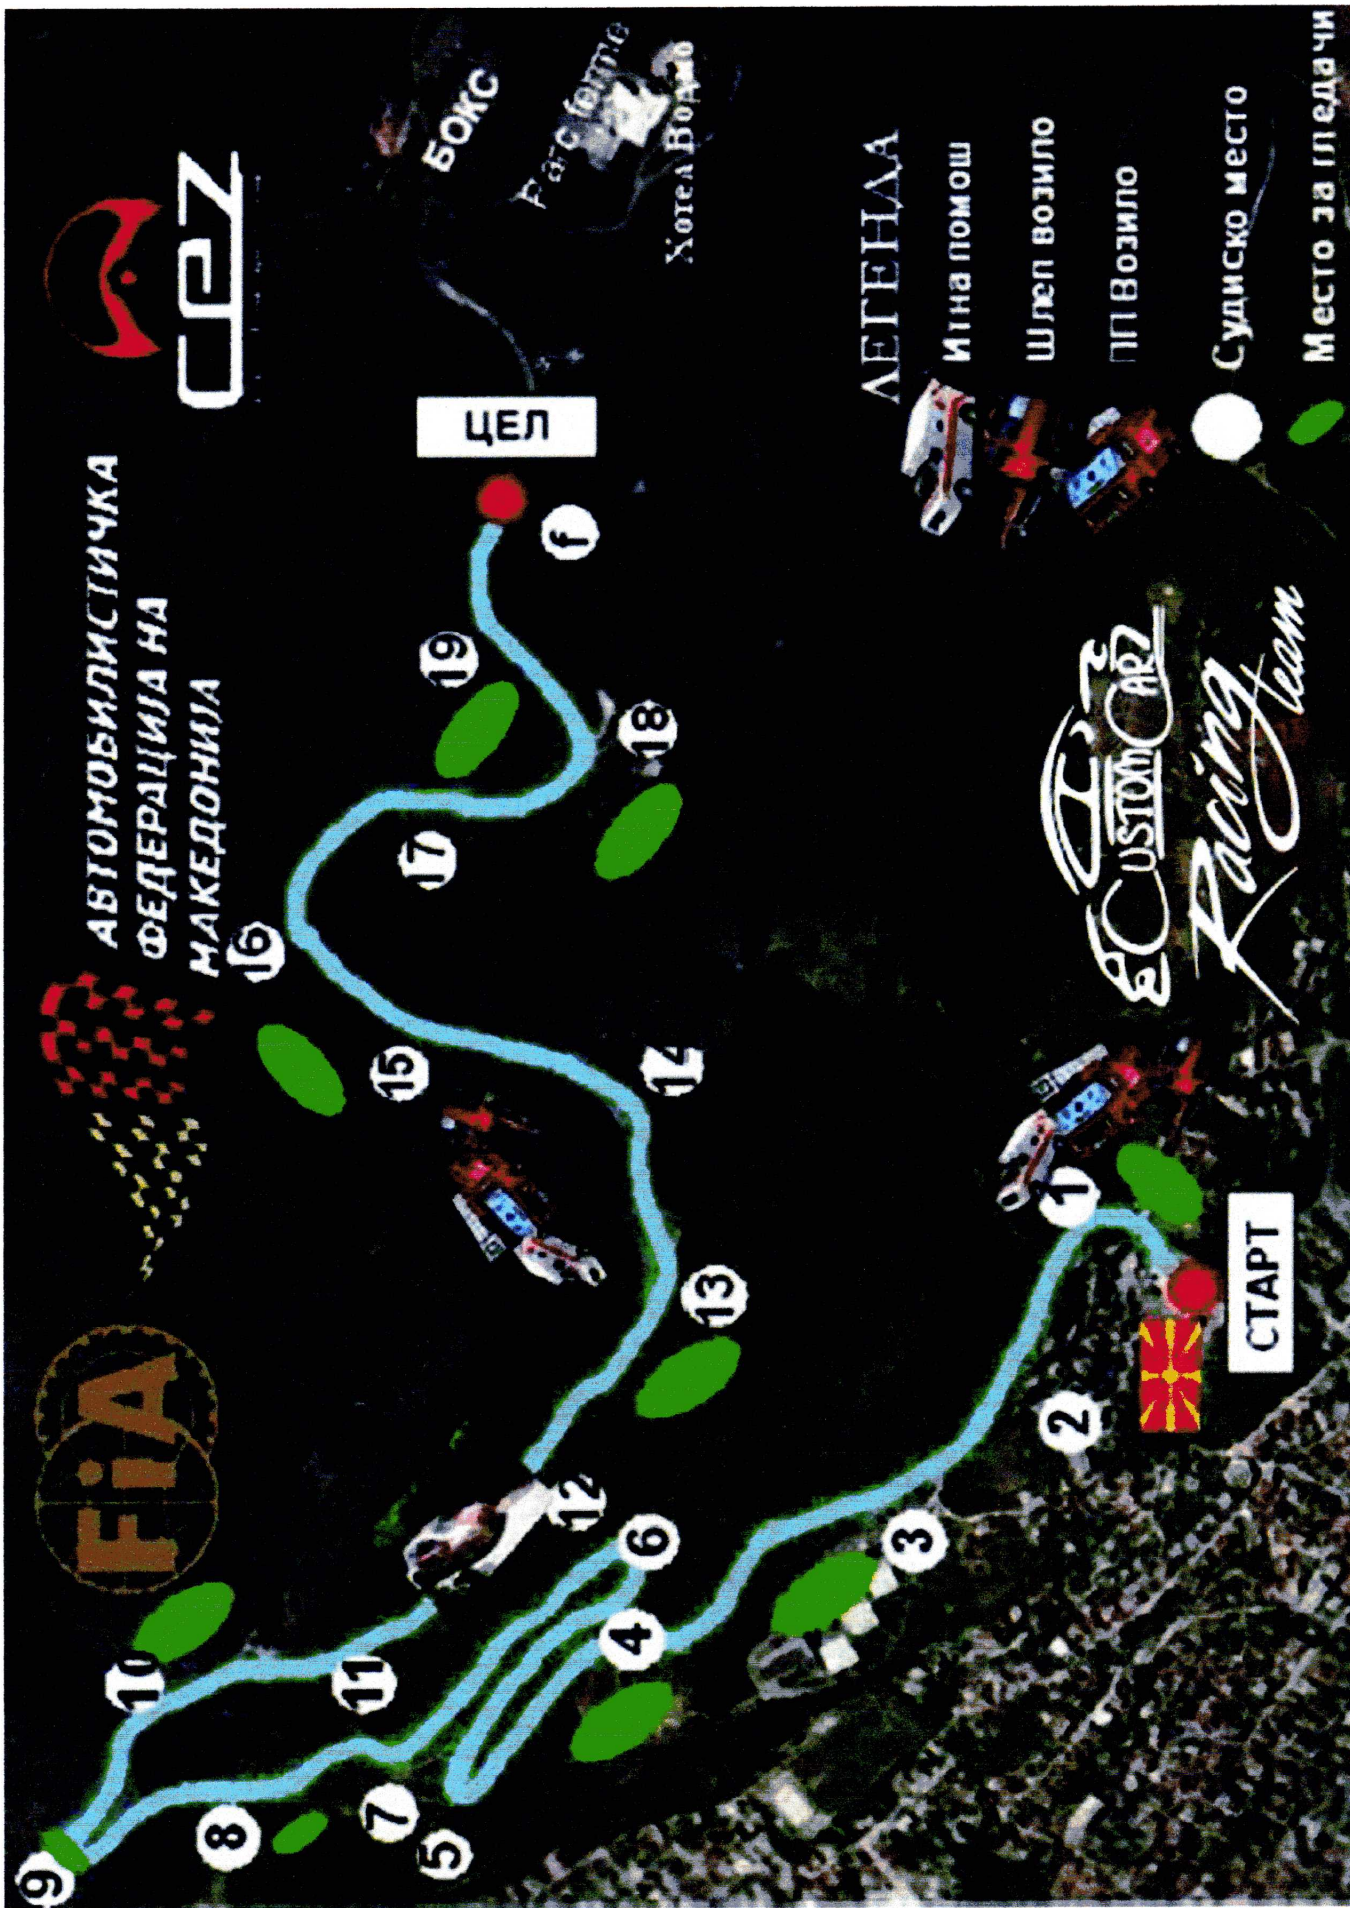 FiA
АВТОМОБИЛИСТИЧКА
ФЕДЕРАЦИЈА НА
МАКЕДОНИЈА
CEZ
БОКС
Parc ferme
Хотел Водно
ЦЕЛ
f
19
18
17
16
15
14
13
12
11
10
9
8
7
6
5
4
3
2
1
СТАРТ
CUSTOM CARZ
Racing
team
ЛЕГЕНДА
Итна помош
Шлеп возило
ПП Возило
Судиско место
Место за гледачи